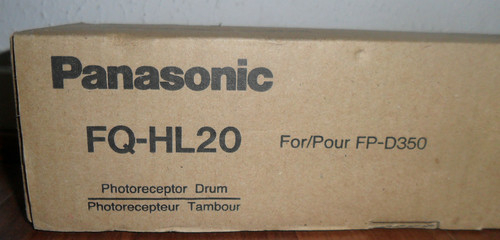 Panasonic
FQ-HL20 For/Pour FP-D350
Photoreceptor Drum
Photorecepteur Tambour